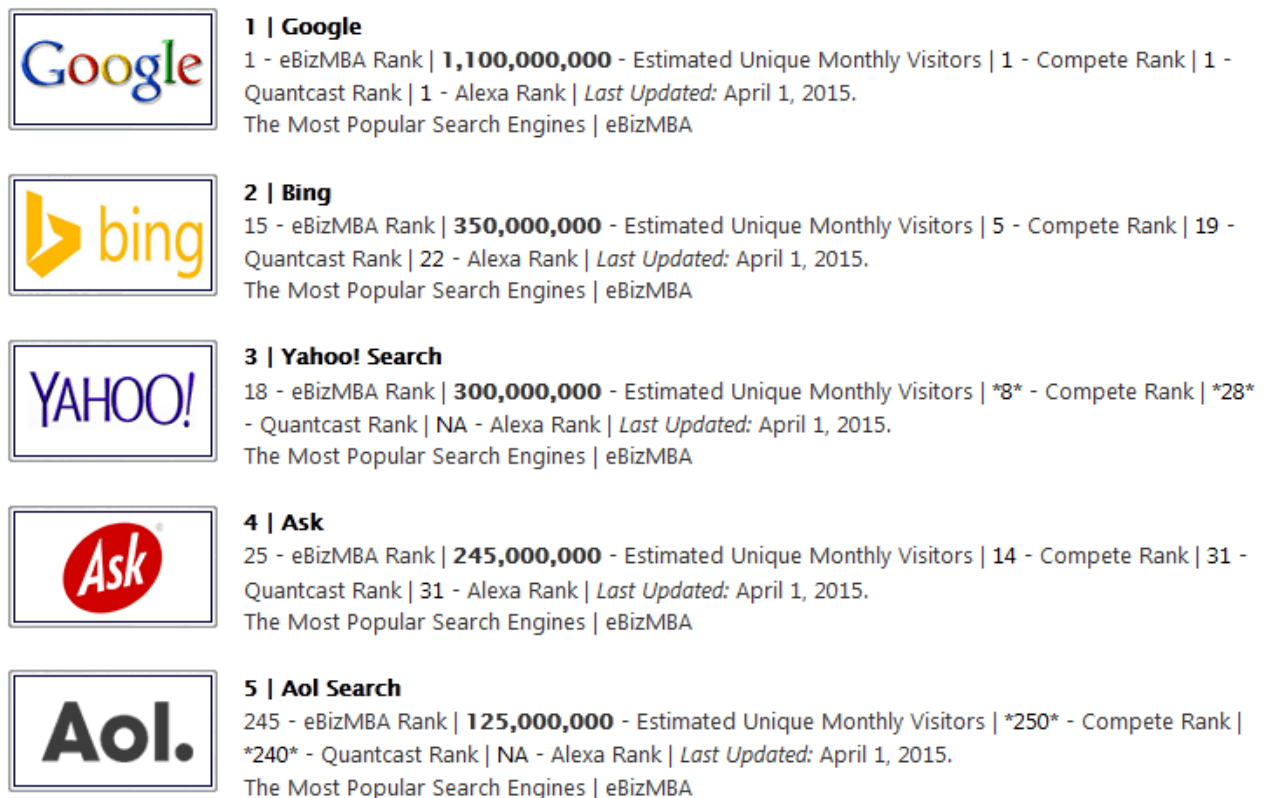 Google
1 | Google
1 - eBizMBA Rank | 1,100,000,000 - Estimated Unique Monthly Visitors | 1 - Compete Rank | 1 -
Quantcast Rank | 1 - Alexa Rank | Last Updated: April 1, 2015.
The Most Popular Search Engines | eBizMBA
bing
2 | Bing
15 - eBizMBA Rank | 350,000,000 - Estimated Unique Monthly Visitors | 5 - Compete Rank | 19 -
Quantcast Rank | 22 - Alexa Rank | Last Updated: April 1, 2015.
The Most Popular Search Engines | eBizMBA
YAHOO!
3 | Yahoo! Search
18 - eBizMBA Rank | 300,000,000 - Estimated Unique Monthly Visitors | *8* - Compete Rank | *28*
- Quantcast Rank | NA - Alexa Rank | Last Updated: April 1, 2015.
The Most Popular Search Engines | eBizMBA
Ask
4 | Ask
25 - eBizMBA Rank | 245,000,000 - Estimated Unique Monthly Visitors | 14 - Compete Rank | 31 -
Quantcast Rank | 31 - Alexa Rank | Last Updated: April 1, 2015.
The Most Popular Search Engines | eBizMBA
Aol.
5 | Aol Search
245 - eBizMBA Rank | 125,000,000 - Estimated Unique Monthly Visitors | *250* - Compete Rank |
*240* - Quantcast Rank | NA - Alexa Rank | Last Updated: April 1, 2015.
The Most Popular Search Engines | eBizMBA